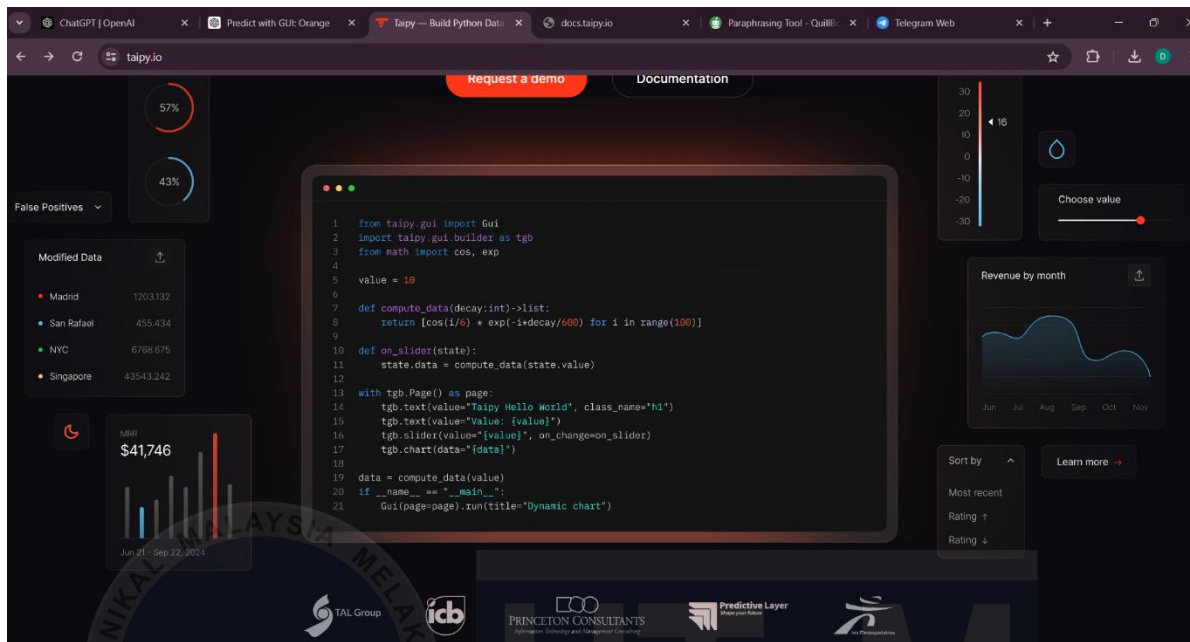 ChatGPT | OpenAI
Predict with GUI: Orange
Taipy — Build Python Data
docs.taipy.io
Paraphrasing Tool - QuillB
Telegram Web
taipy.io
D
Request a demo
Documentation
57%
43%
False Positives
Modified Data
Madrid 1203.132
San Rafael 455.434
NYC 6768.675
Singapore 43543.242
MRR
$41,746
Jun 21 - Sep 22, 2024
1 from taipy.gui import Gui
2 import taipy.gui.builder as tgb
3 from math import cos, exp
4
5 value = 10
6
7 def compute_data(decay:int)->list:
8 return [cos(i/6) * exp(-i*decay/600) for i in range(100)]
9
10 def on_slider(state):
11 state.data = compute_data(state.value)
12
13 with tgb.Page() as page:
14 tgb.text(value="Taipy Hello World", class_name="h1")
15 tgb.text(value="Value: {value}")
16 tgb.slider(value="{value}", on_change=on_slider)
17 tgb.chart(data="{data}")
18
19 data = compute_data(value)
20 if __name__ == "__main__":
21 Gui(page=page).run(title="Dynamic chart")
30
20
10
0
-10
-20
-30
16
Choose value
Revenue by month
Jun Jul Aug Sep Oct Nov
Sort by
Most recent
Rating ↑
Rating ↓
Learn more →
NIKAL MALAYSIA MELAK
TAL Group
icb
PRINCETON CONSULTANTS
Information Technology and Management Consulting
Predictive Layer
Shape your future
Les Mousquetaires